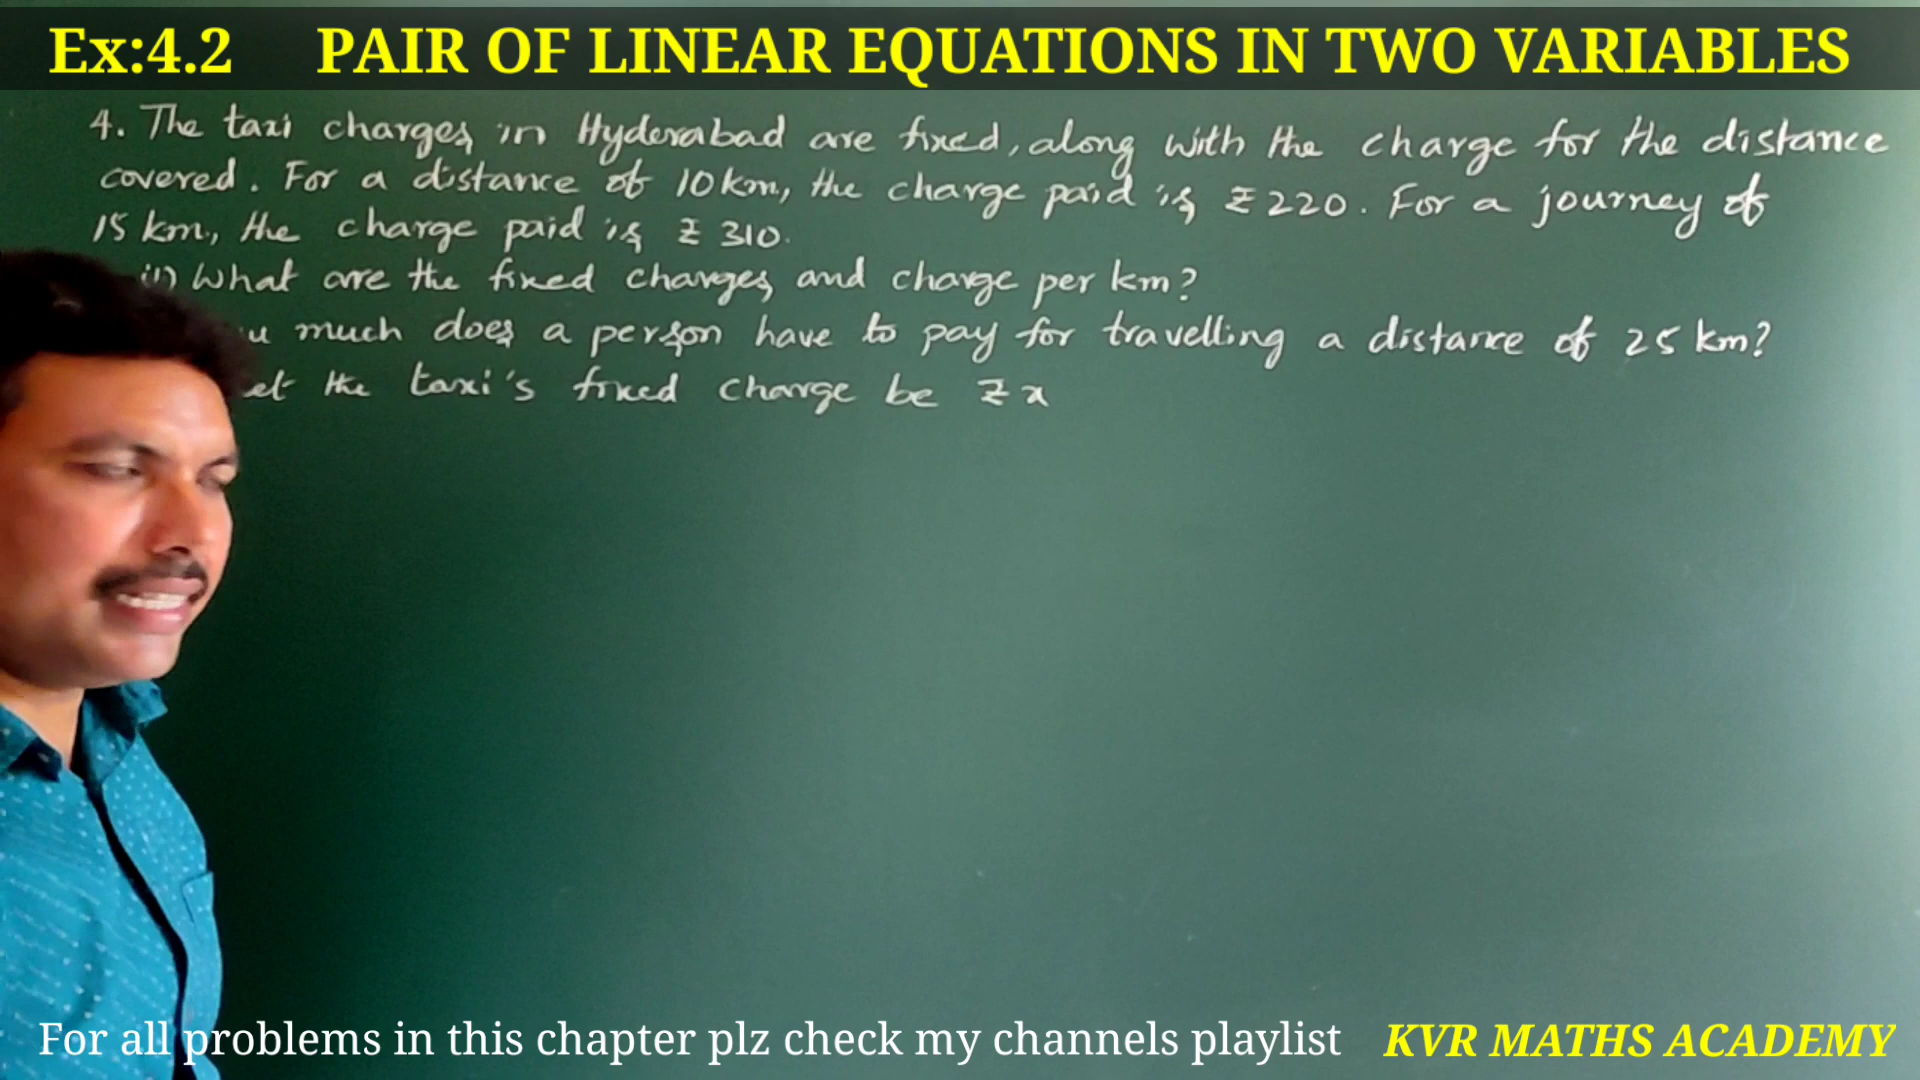 Ex:4.2 PAIR OF LINEAR EQUATIONS IN TWO VARIABLES
4. The taxi charges in Hyderabad are fixed, along with the charge for the distance
covered. For a distance of 10 km, the charge paid is ₹ 220. For a journey of
15 km, the charge paid is ₹ 310.
(i) What are the fixed charges and charge per km?
much does a person have to pay for travelling a distance of 25 km?
the taxi's fixed charge be ₹ x
For all problems in this chapter plz check my channels playlist KVR MATHS ACADEMY